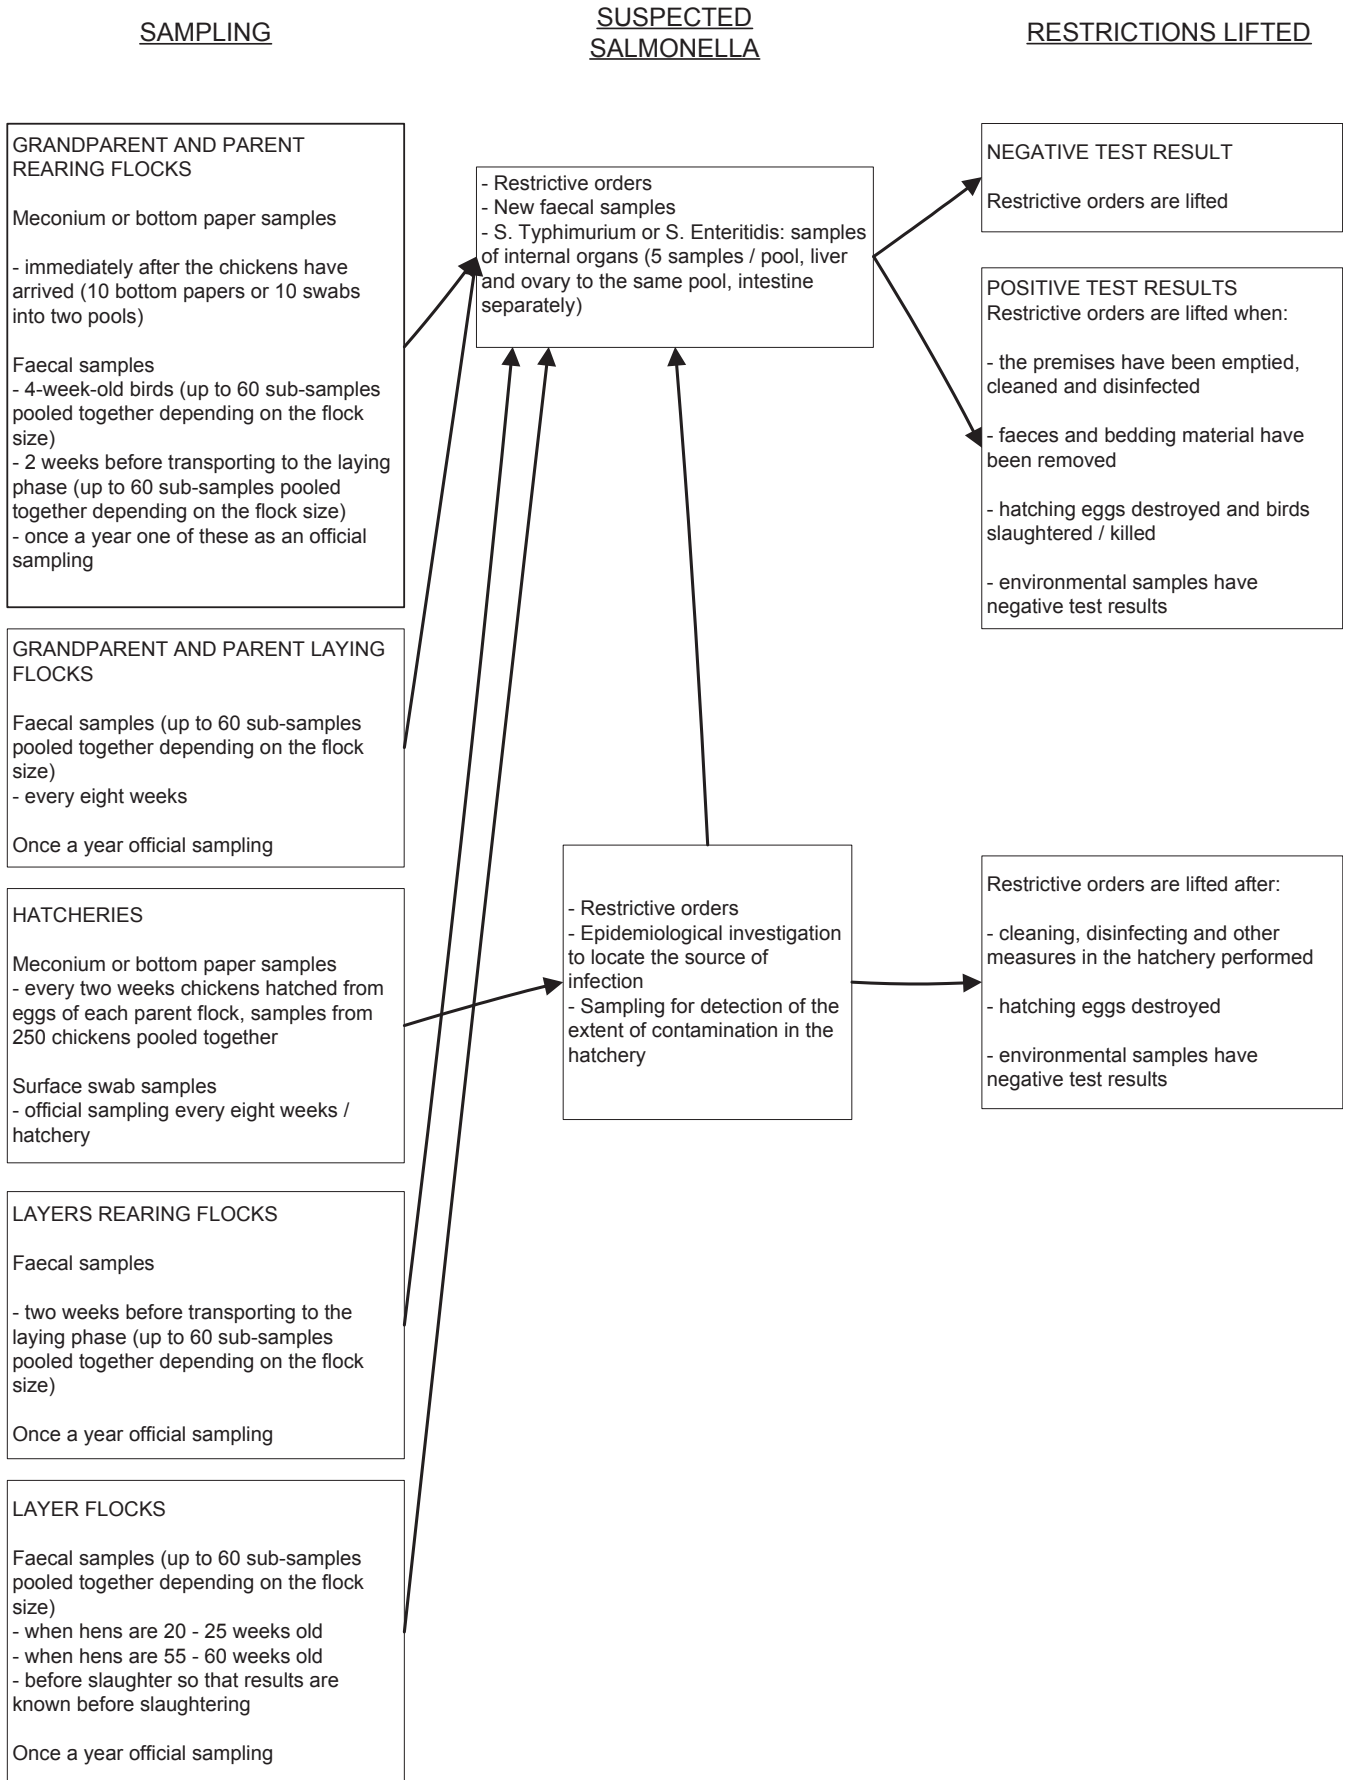 SAMPLING
SUSPECTED
SALMONELLA
RESTRICTIONS LIFTED
GRANDPARENT AND PARENT
REARING FLOCKS
Meconium or bottom paper samples
- immediately after the chickens have
arrived (10 bottom papers or 10 swabs
into two pools)
Faecal samples
- 4-week-old birds (up to 60 sub-samples
pooled together depending on the flock
size)
- 2 weeks before transporting to the laying
phase (up to 60 sub-samples pooled
together depending on the flock size)
- once a year one of these as an official
sampling
GRANDPARENT AND PARENT LAYING
FLOCKS
Faecal samples (up to 60 sub-samples
pooled together depending on the flock
size)
- every eight weeks
Once a year official sampling
HATCHERIES
Meconium or bottom paper samples
- every two weeks chickens hatched from
eggs of each parent flock, samples from
250 chickens pooled together
Surface swab samples
- official sampling every eight weeks /
hatchery
LAYERS REARING FLOCKS
Faecal samples
- two weeks before transporting to the
laying phase (up to 60 sub-samples
pooled together depending on the flock
size)
Once a year official sampling
LAYER FLOCKS
Faecal samples (up to 60 sub-samples
pooled together depending on the flock
size)
- when hens are 20 - 25 weeks old
- when hens are 55 - 60 weeks old
- before slaughter so that results are
known before slaughtering
Once a year official sampling
- Restrictive orders
- New faecal samples
- S. Typhimurium or S. Enteritidis: samples
of internal organs (5 samples / pool, liver
and ovary to the same pool, intestine
separately)
- Restrictive orders
- Epidemiological investigation
to locate the source of
infection
- Sampling for detection of the
extent of contamination in the
hatchery
NEGATIVE TEST RESULT
Restrictive orders are lifted
POSITIVE TEST RESULTS
Restrictive orders are lifted when:
- the premises have been emptied,
cleaned and disinfected
- faeces and bedding material have
been removed
- hatching eggs destroyed and birds
slaughtered / killed
- environmental samples have
negative test results
Restrictive orders are lifted after:
- cleaning, disinfecting and other
measures in the hatchery performed
- hatching eggs destroyed
- environmental samples have
negative test results